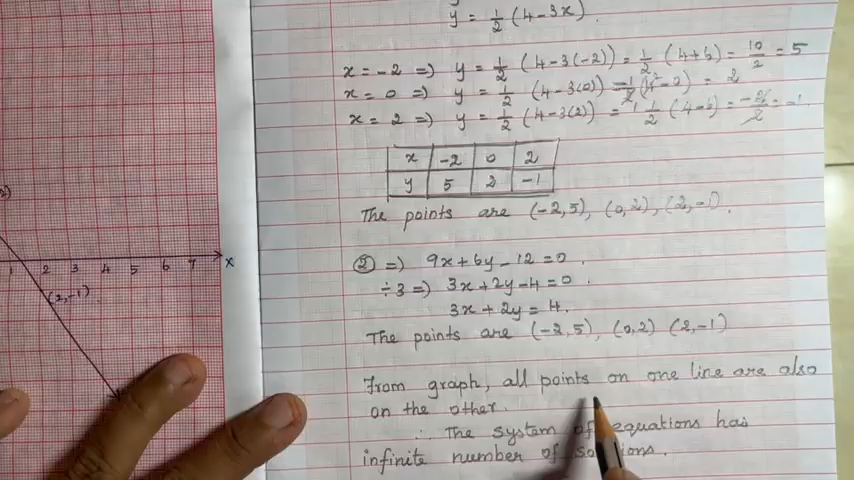 y = 1/2 (4-3x).
x = -2 => y = 1/2 (4-3(-2)) = 1/2 (4+6) = 10/2 = 5
x = 0 => y = 1/2 (4-3(0)) = 1/2 (4-0) = 2
x = 2 => y = 1/2 (4-3(2)) = 1/2 (4-6) = -2/2 = -1
x -2 0 2
y 5 2 -1
The points are (-2,5), (0,2), (2,-1).
② => 9x+6y-12=0.
÷3 => 3x+2y-4=0.
3x+2y=4.
The points are (-2,5), (0,2) (2,-1)
From graph, all points on one line are also
on the other.
∴ The system of equations has
infinite number of
1 2 3 4 5 6 7 x
(2,-1)